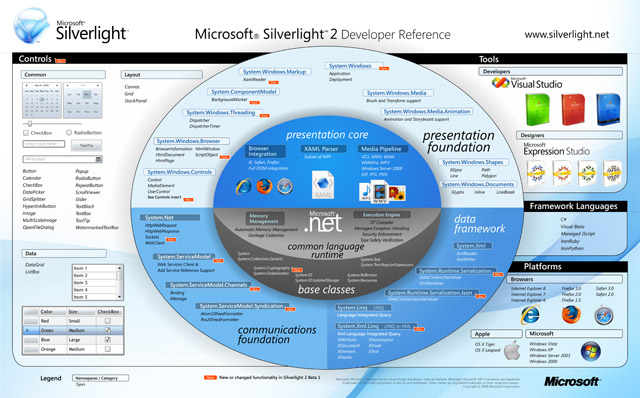 Microsoft®
Silverlight™
Microsoft® Silverlight™ 2 Developer Reference
www.silverlight.net
Controls
Common
Layout
Canvas
Grid
StackPanel
CheckBox
RadioButton
ToolTip
Button
Calendar
CheckBox
DatePicker
GridSplitter
HyperlinkButton
Image
MultiScaleImage
OpenFileDialog
Popup
RadioButton
RepeatButton
ScrollViewer
Slider
TextBlock
TextBox
ToolTip
WatermarkedTextBox
Data
DataGrid
ListBox
Item 1
Item 2
Item 3
Item 4
Item 5
Color Size CheckBox
Red Small
Green Medium
Blue Large
Orange Medium
Legend
Namespaces / Category
Types
New or changed functionality in Silverlight 2 Beta 1
System.Windows.Markup
XamlReader
System.Windows
Application
Deployment
System.ComponentModel
BackgroundWorker
System.Windows.Media
Brush and Transform support
System.Windows.Threading
Dispatcher
DispatcherTimer
System.Windows.Media.Animation
Animation and Storyboard support
System.Windows.Browser
BrowserInformation
HtmlDocument
HtmlPage
HtmlWindow
ScriptObject
System.Windows.Controls
Control
MediaElement
UserControl
See Controls Insert
presentation core
Browser Integration
IE, Safari, Firefox
Full DOM integration
XAML Parser
Subset of WPF
XAML
Media Pipeline
VC1, WMV, WMA
WebMin, MP3
Windows Server 2008
GIF, JPG, PNG
WMV
presentation foundation
System.Windows.Shapes
Ellipse
Line
Path
Polygon
System.Windows.Documents
Glyphs
Inline
LineBreak
Microsoft®
.net
Memory Management
Automatic Memory Management
Garbage Collection
Execution Engine
JIT Compiler
Managed Exception Handling
Security Enforcement
Type Safety Verification
common language runtime
System
System.Collections.Generic
System.Cryptography
System.Globalization
System.IO
System.IO.IsolatedStorage
System.Text
System.Text.RegularExpressions
System.Reflection
System.Resources
base classes
System.Net
HttpWebRequest
HttpWebResponse
Sockets
WebClient
System.ServiceModel
Web Services Client &
Add Service Reference Support
System.ServiceModel.Channels
Binding
Message
System.ServiceModel.Syndication
Atom10FeedFormatter
Rss20FeedFormatter
communications foundation
data framework
System.Xml
XmlReader
XmlWriter
System.Runtime.Serialization
DataContractSerializer
XmlSerializer
System.Runtime.Serialization.Json
DataContractJsonSerializer
System.Linq LINQ
Language Integrated Query
System.Xml.Linq LINQ to XML
Xml Language Integrated Query
XAttribute
XDocument
XElement
XName
XNamespace
XNode
XObject
XText
Tools
Developers
Microsoft
Visual Studio
Designers
Microsoft
Expression Studio
Framework Languages
C#
Visual Basic
Managed JScript
IronRuby
IronPython
Platforms
Browsers
Internet Explorer 8
Internet Explorer 7
Internet Explorer 6
Firefox 3.0
Firefox 2.0
Firefox 1.5
Safari 3.0
Safari 2.0
Apple
OS X Tiger
OS X Leopard
Microsoft
Windows Vista
Windows XP
Windows Server 2003
Windows 2000
Microsoft